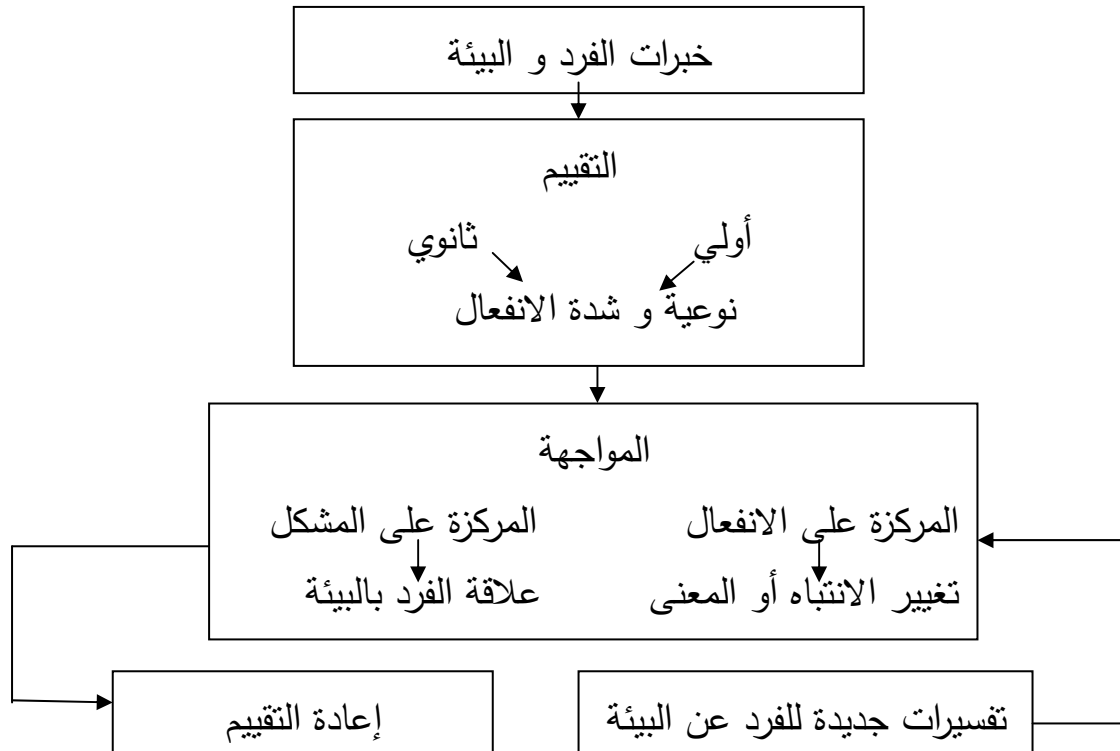 خبرات الفرد و البيئة
التقييم
أولي ثانوي
نوعية و شدة الانفعال
المواجهة
المركزة على الانفعال المركزة على المشكل
تغيير الانتباه أو المعنى علاقة الفرد بالبيئة
تفسيرات جديدة للفرد عن البيئة إعادة التقييم